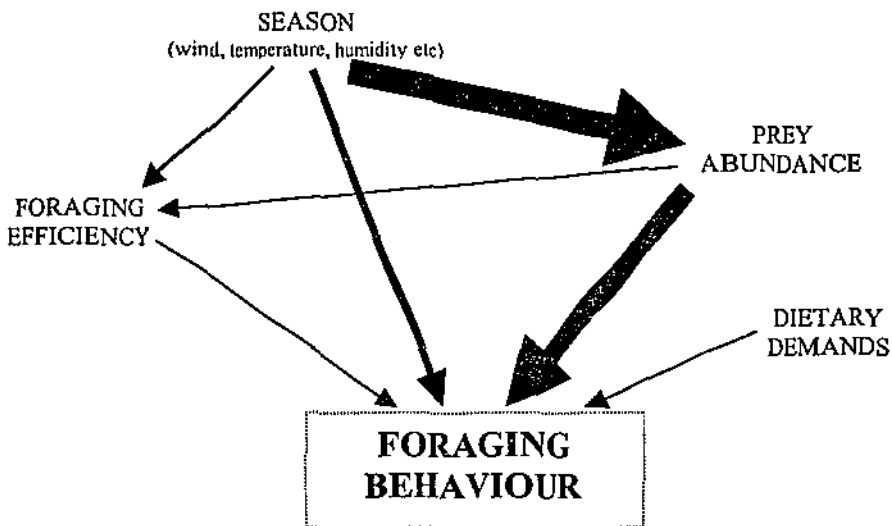 SEASON
(wind, temperature, humidity etc)
PREY
ABUNDANCE
FORAGING
EFFICIENCY
DIETARY
DEMANDS
FORAGING
BEHAVIOUR